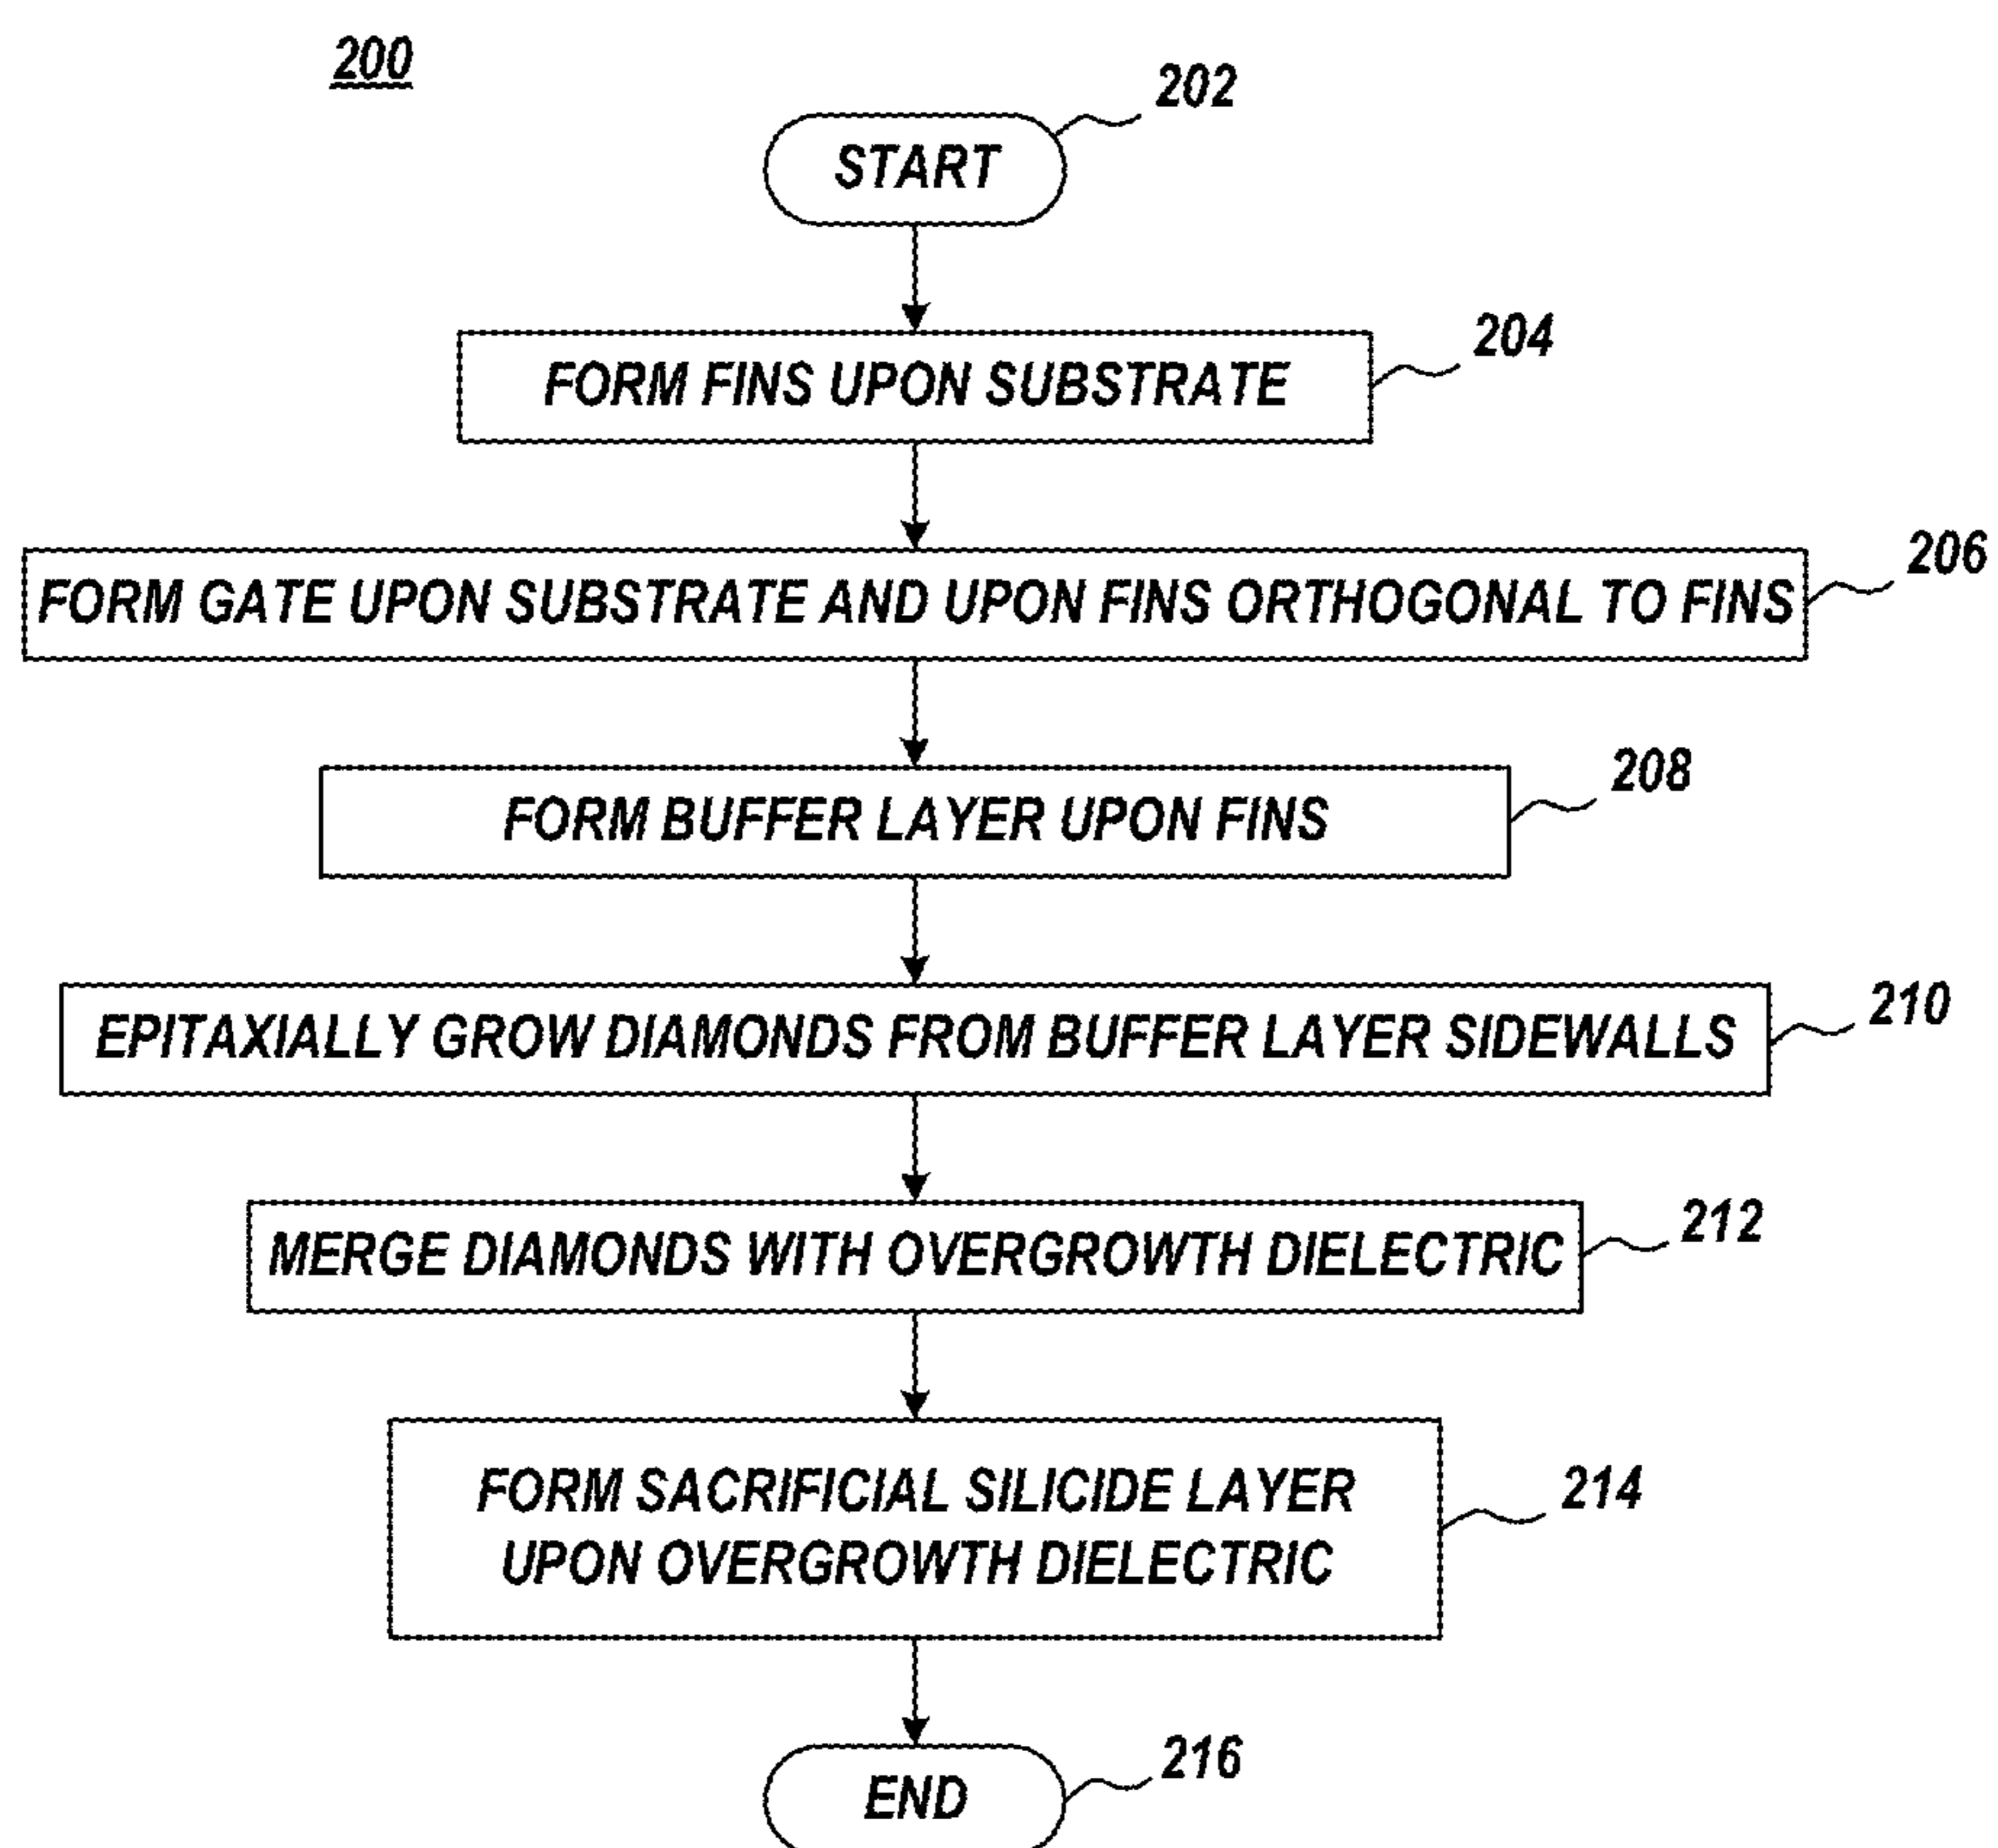 200
202
START
204
FORM FINS UPON SUBSTRATE
206
FORM GATE UPON SUBSTRATE AND UPON FINS ORTHOGONAL TO FINS
208
FORM BUFFER LAYER UPON FINS
210
EPITAXIALLY GROW DIAMONDS FROM BUFFER LAYER SIDEWALLS
212
MERGE DIAMONDS WITH OVERGROWTH DIELECTRIC
214
FORM SACRIFICIAL SILICIDE LAYER
UPON OVERGROWTH DIELECTRIC
216
END